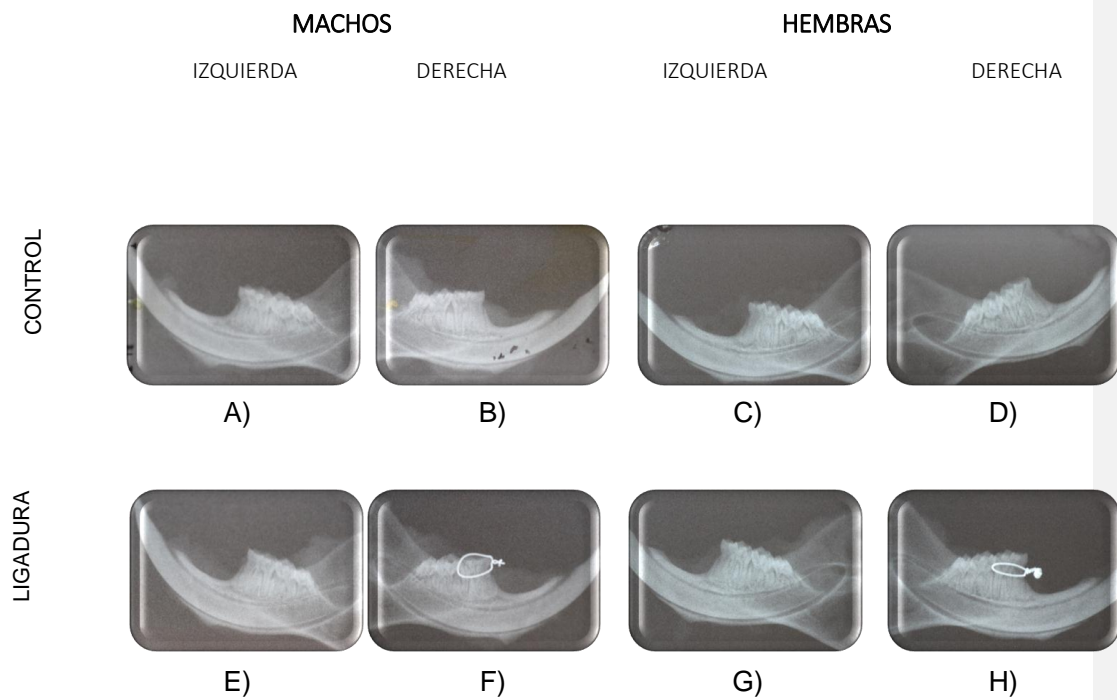 MACHOS HEMBRAS
IZQUIERDA DERECHA IZQUIERDA DERECHA
CONTROL
A) B) C) D)
LIGADURA
E) F) G) H)